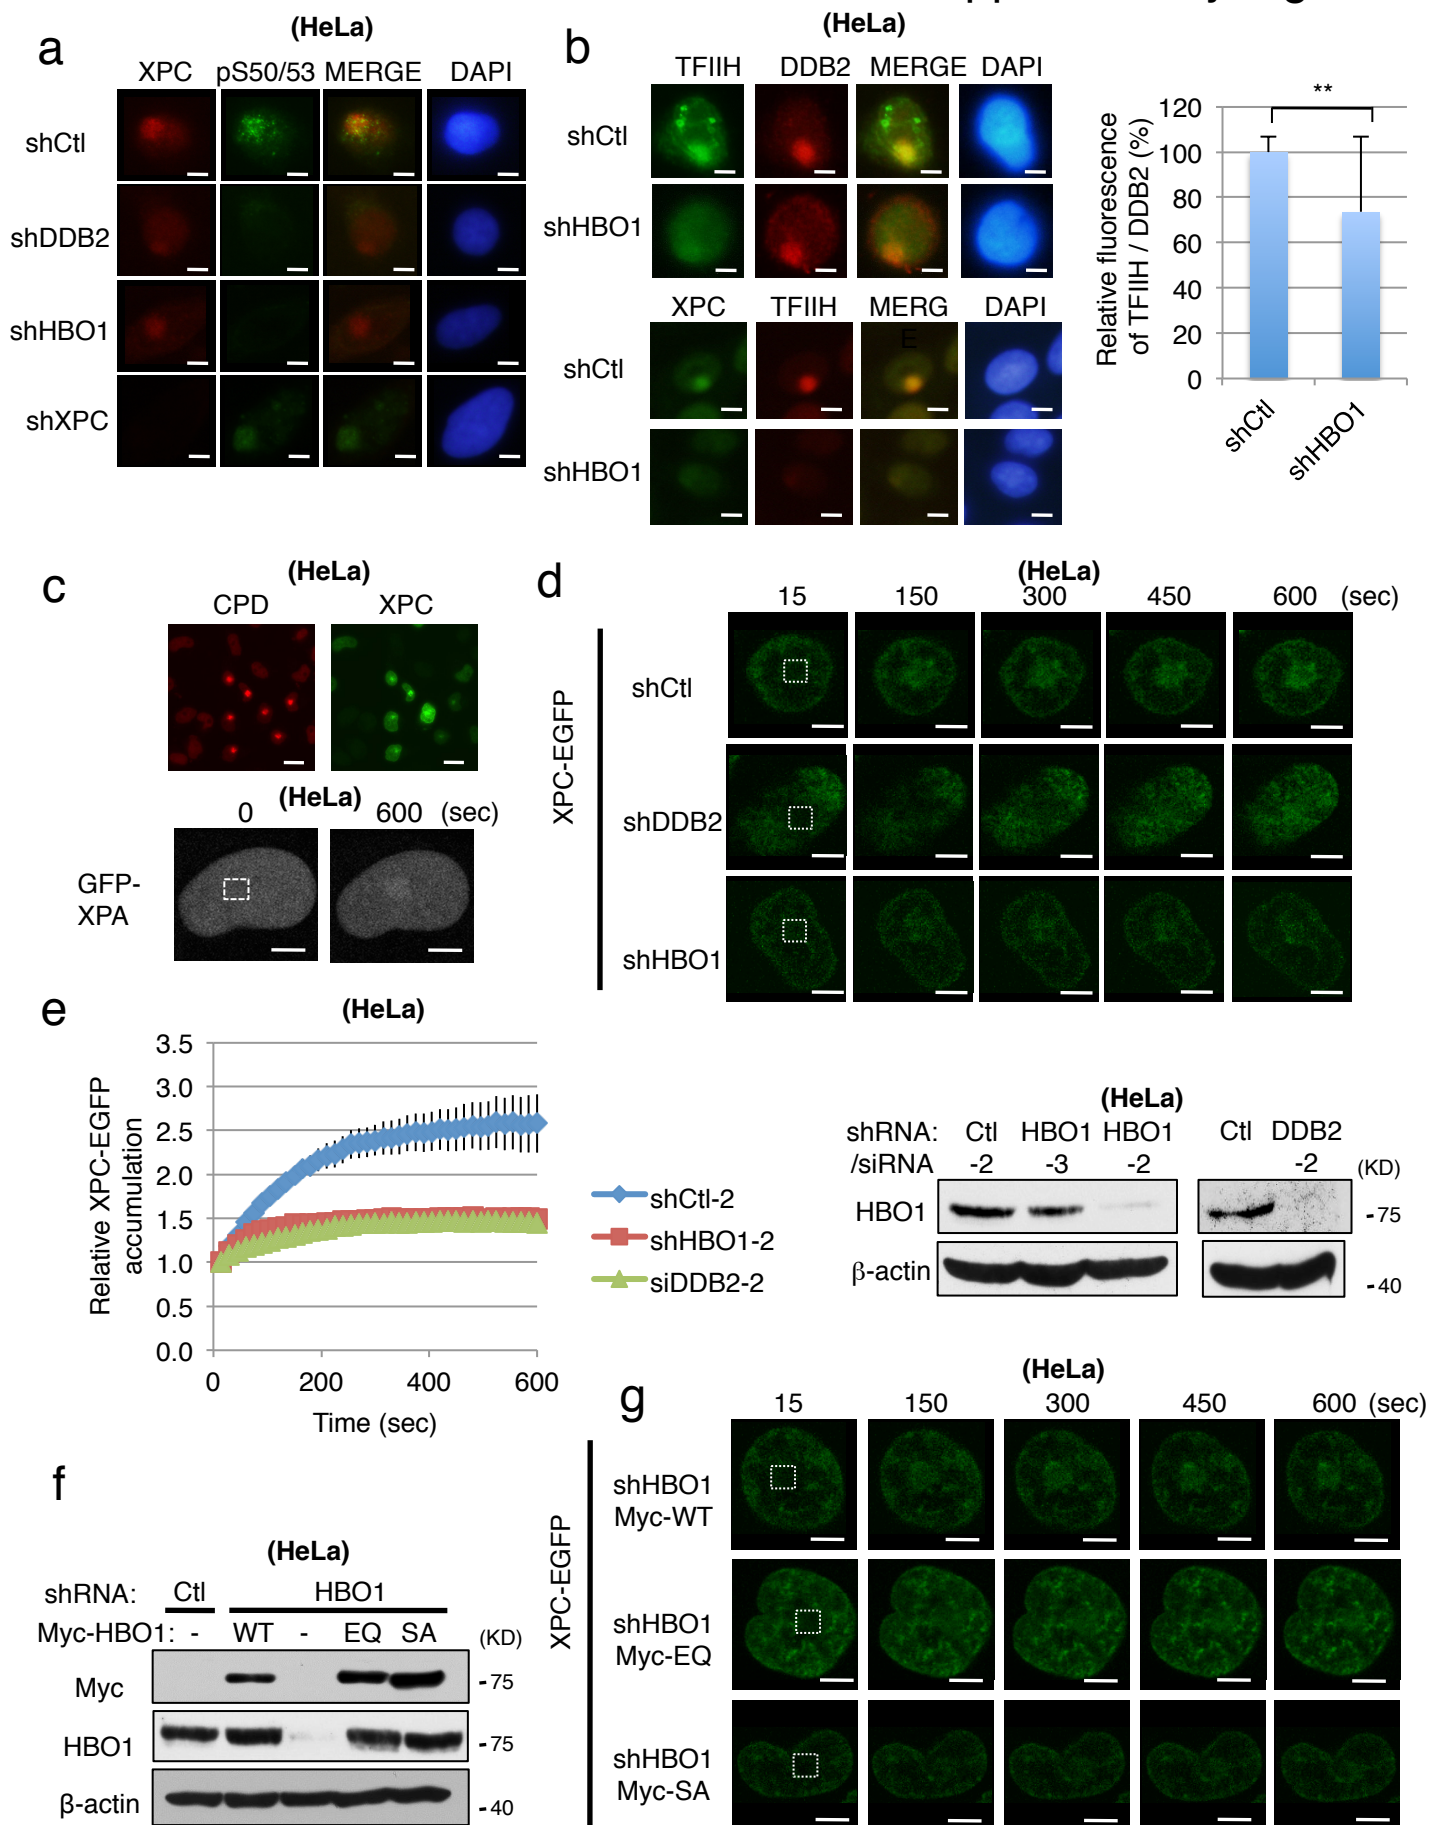 a
(HeLa)
XPC pS50/53 MERGE DAPI
shCtl
shDDB2
shHBO1
shXPC
b
(HeLa)
TFIIH DDB2 MERGE DAPI
shCtl
shHBO1
XPC TFIIH MERG E DAPI
shCtl
shHBO1
Relative fluorescence
of TFIIH / DDB2 (%)
**
120
100
80
60
40
20
0
shCtl
shHBO1
c
(HeLa)
CPD XPC
(HeLa)
0 600 (sec)
GFP-
XPA
d
(HeLa)
15 150 300 450 600 (sec)
XPC-EGFP
shCtl
shDDB2
shHBO1
e
(HeLa)
Relative XPC-EGFP
accumulation
3.5
3.0
2.5
2.0
1.5
1.0
0.5
0.0
0 200 400 600
Time (sec)
shCtl-2
shHBO1-2
siDDB2-2
(HeLa)
shRNA: Ctl HBO1 HBO1 Ctl DDB2
/siRNA -2 -3 -2 -2 (KD)
HBO1 -75
β-actin -40
f
(HeLa)
shRNA: Ctl HBO1
Myc-HBO1: - WT - EQ SA (KD)
Myc -75
HBO1 -75
β-actin -40
g
(HeLa)
15 150 300 450 600 (sec)
XPC-EGFP
shHBO1
Myc-WT
shHBO1
Myc-EQ
shHBO1
Myc-SA